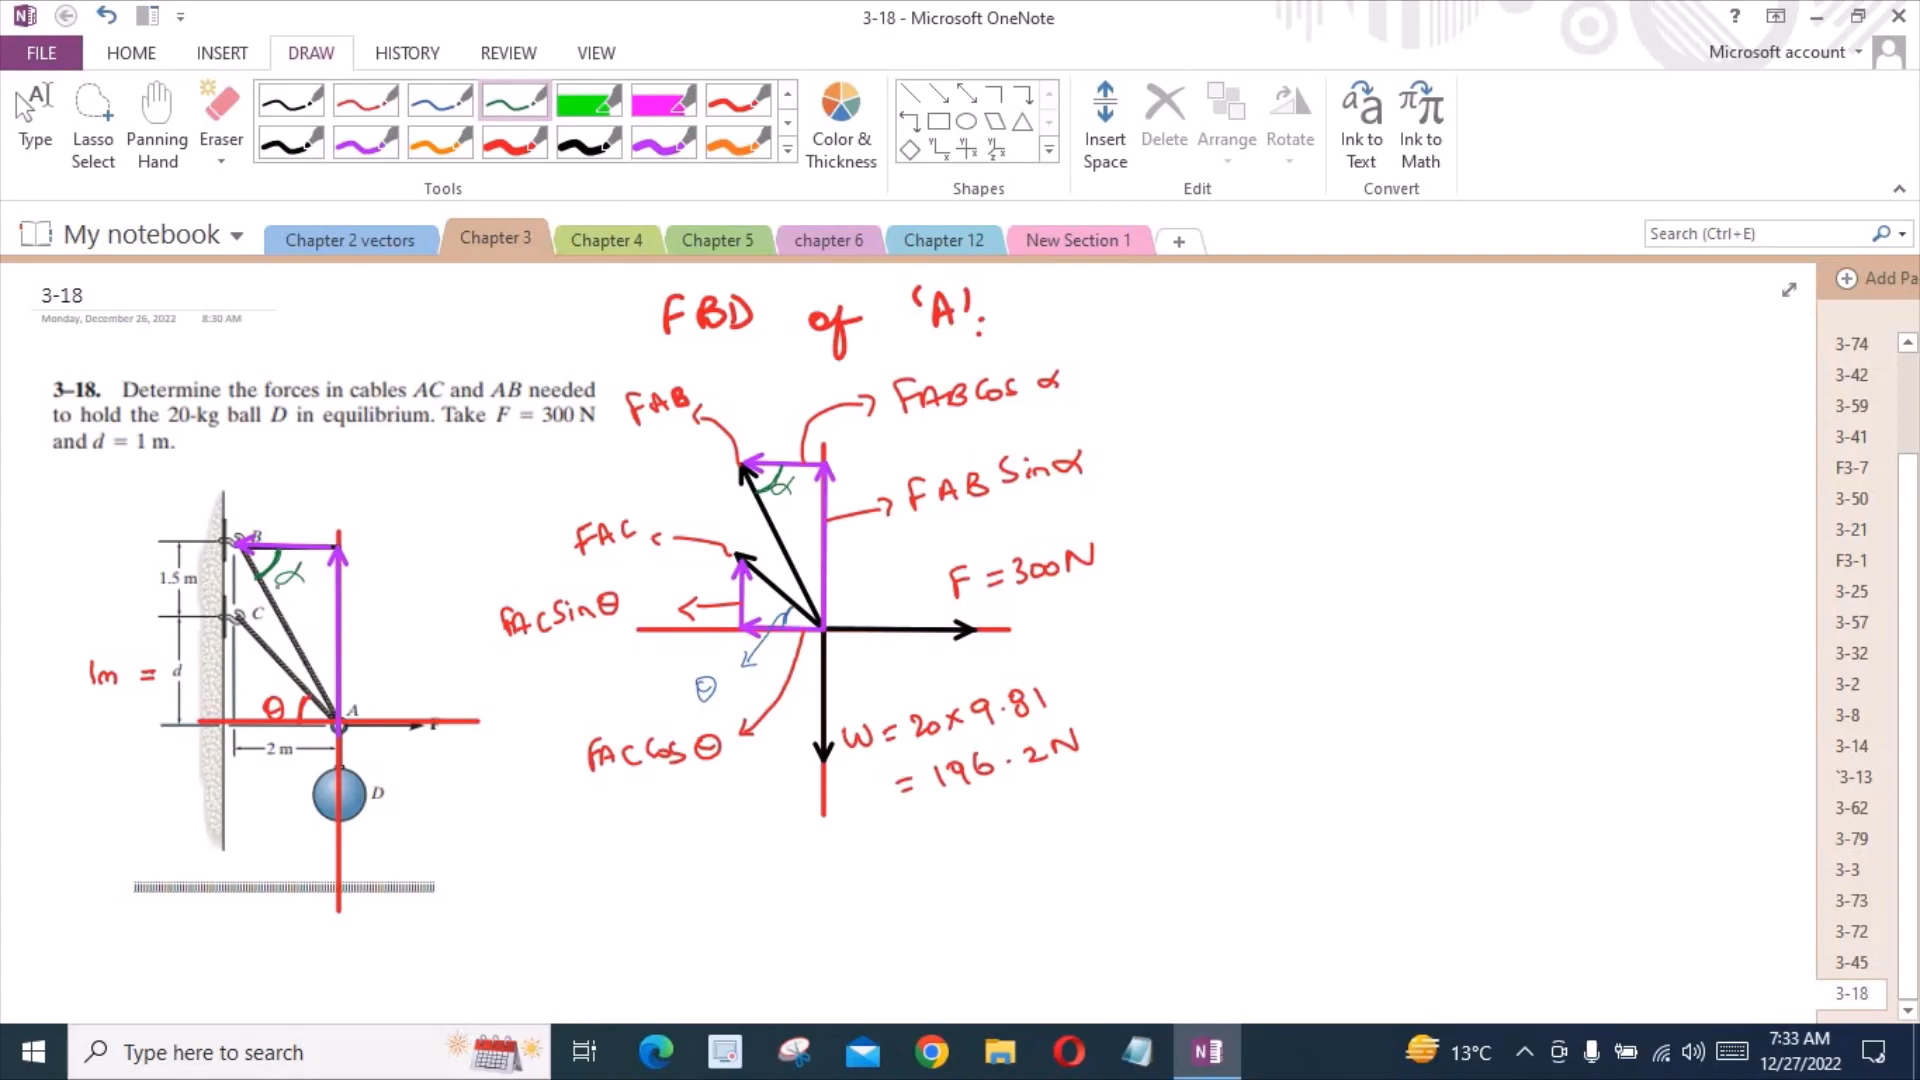 3-18 - Microsoft OneNote
?
FILE
HOME
INSERT
DRAW
HISTORY
REVIEW
VIEW
Microsoft account
Type
Lasso Select
Panning Hand
Eraser
Color & Thickness
Insert Space
Delete
Arrange
Rotate
Ink to Text
Ink to Math
Tools
Shapes
Edit
Convert
My notebook
Chapter 2 vectors
Chapter 3
Chapter 4
Chapter 5
chapter 6
Chapter 12
New Section 1
+
Search (Ctrl+E)
Add Pa
3-18
Monday, December 26, 2022 8:30 AM
FBD of 'A'.
3–18. Determine the forces in cables AC and AB needed
to hold the 20-kg ball D in equilibrium. Take F = 300 N
and d = 1 m.
FAB
FAB Cos α
α
FAB Sin α
FAC
F = 300N
FAC Sin θ
θ
FAC Cos θ
W = 20 × 9.81
= 196.2N
B
1.5 m
α
C
1m = d
θ
A
F
2 m
D
3-74
3-42
3-59
3-41
F3-7
3-50
3-21
F3-1
3-25
3-57
3-32
3-2
3-8
3-14
`3-13
3-62
3-79
3-3
3-73
3-72
3-45
3-18
Type here to search
13°C
7:33 AM
12/27/2022